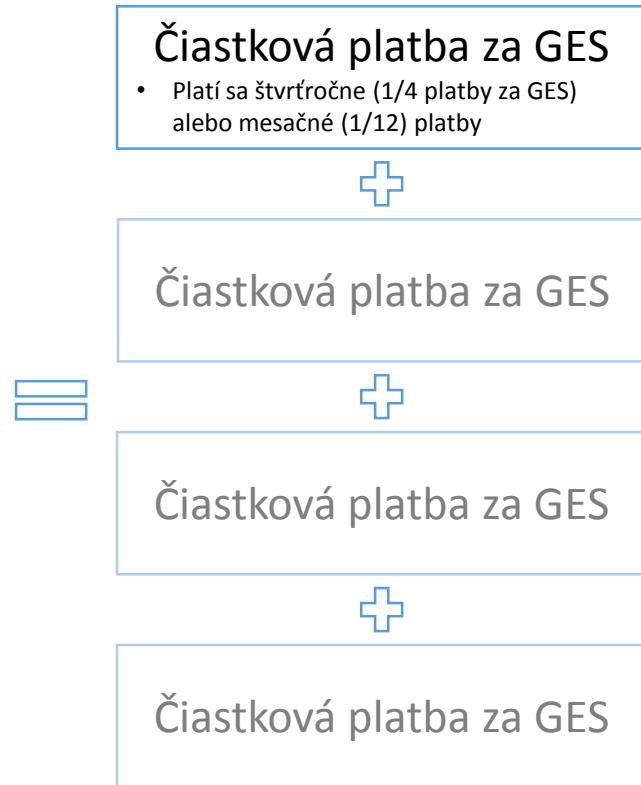 Čiastková platba za GES
• Platí sa štvrťročne (1/4 platby za GES)
alebo mesačné (1/12) platby
Čiastková platba za GES
Čiastková platba za GES
Čiastková platba za GES